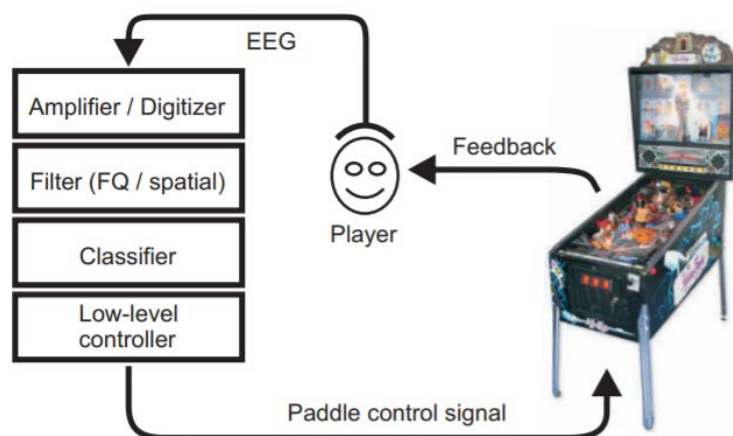 EEG
Amplifier / Digitizer
Filter (FQ / spatial)
Classifier
Low-level
controller
Feedback
Player
Paddle control signal